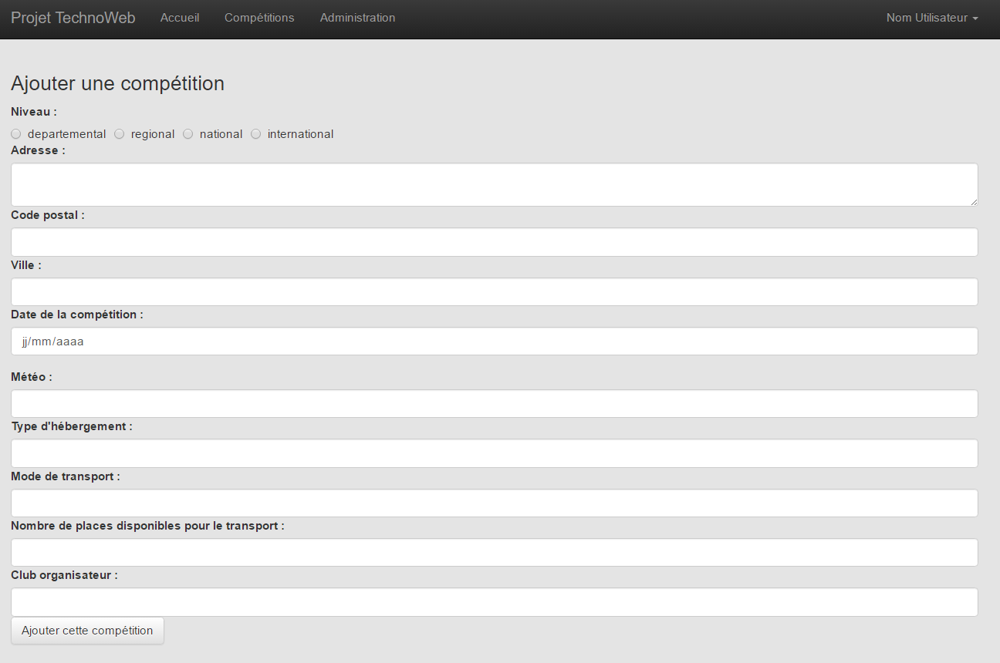 Projet TechnoWeb Accueil Compétitions Administration Nom Utilisateur
Ajouter une compétition
Niveau :
departemental regional national international
Adresse :
Code postal :
Ville :
Date de la compétition :
jj/mm/aaaa
Météo :
Type d'hébergement :
Mode de transport :
Nombre de places disponibles pour le transport :
Club organisateur :
Ajouter cette compétition